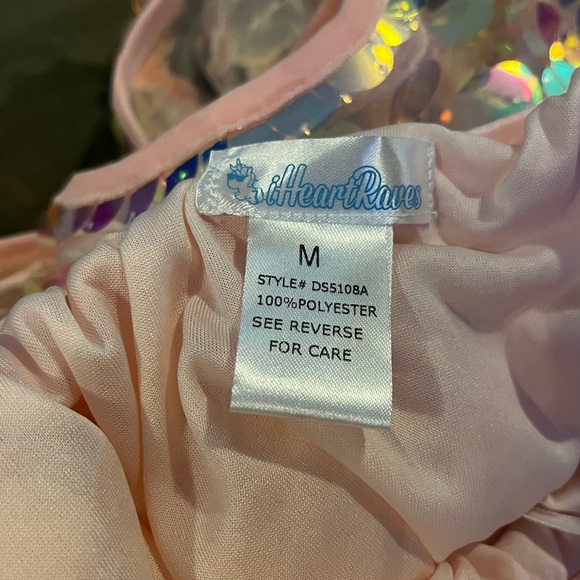 iHeartRaves
M
STYLE# DS5108A
100%POLYESTER
SEE REVERSE
FOR CARE